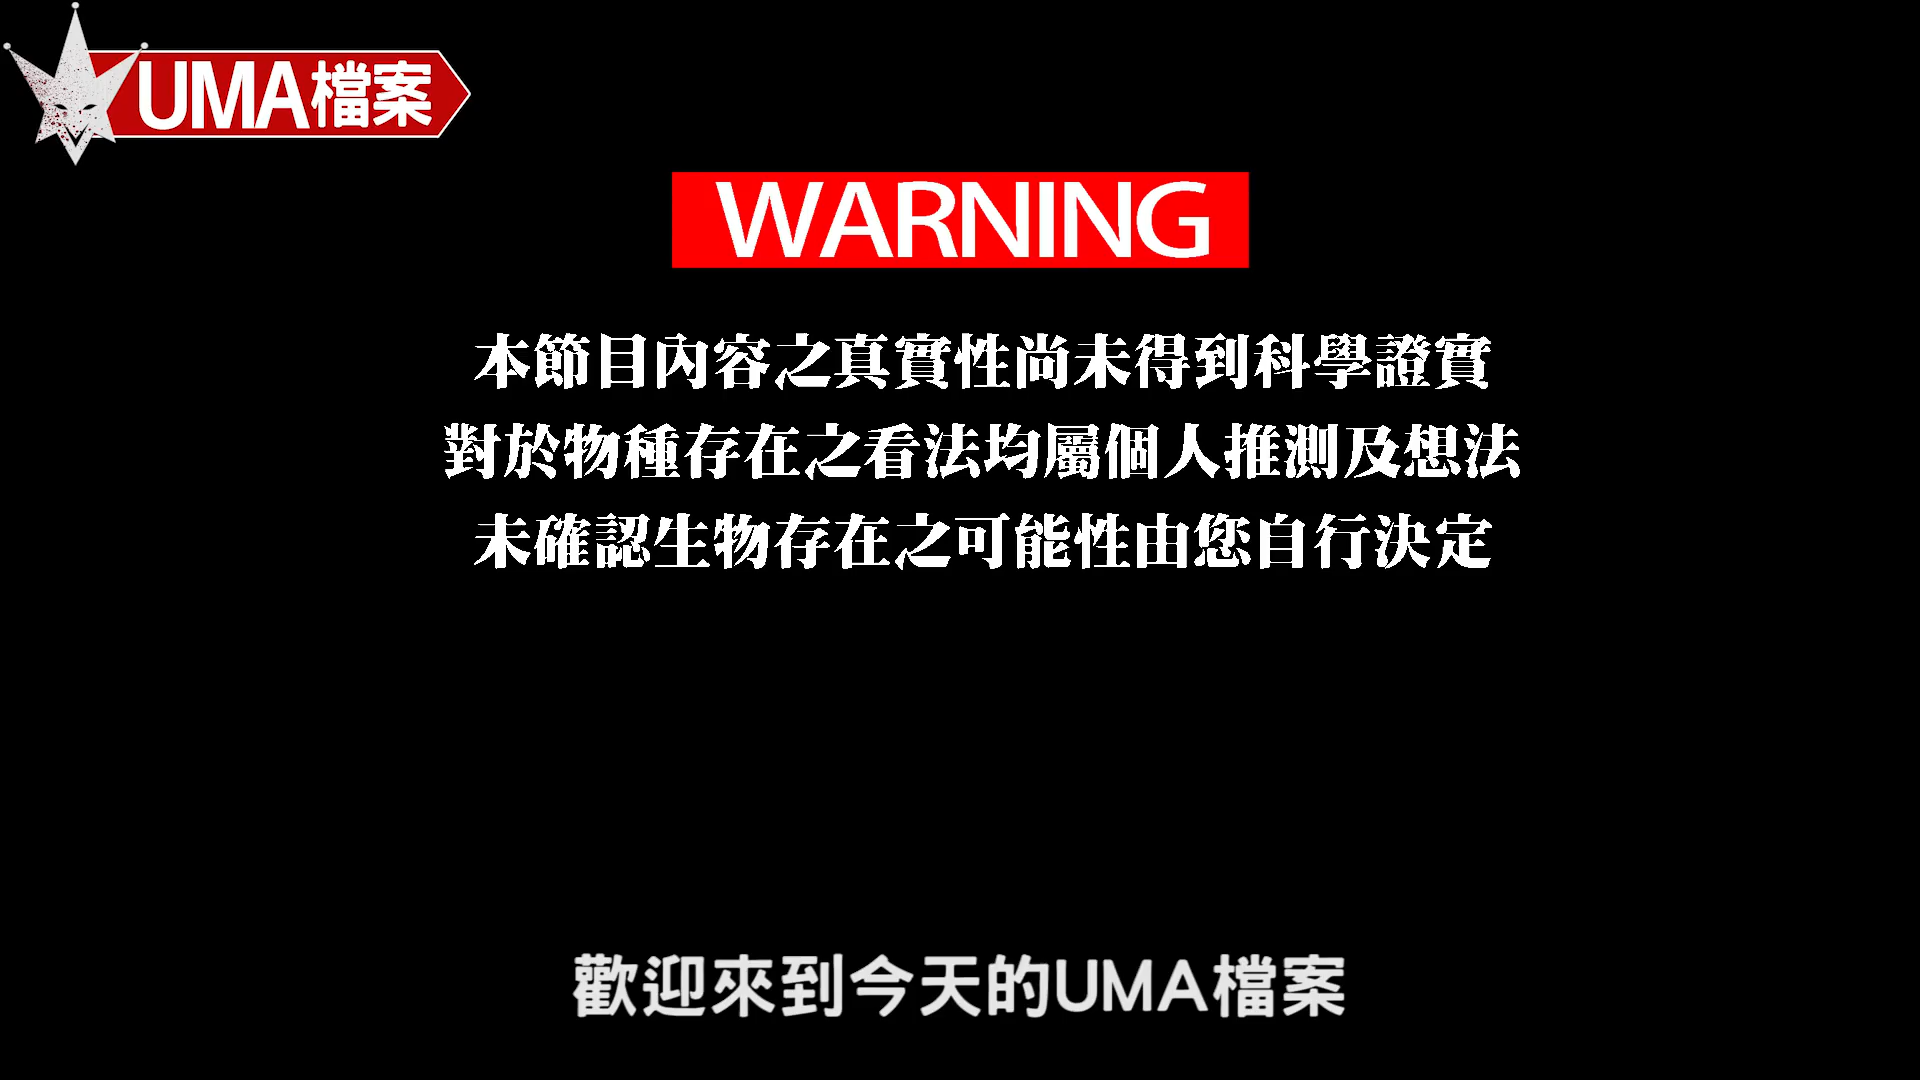 UMA檔案
WARNING
本節目內容之真實性尚未得到科學證實
對於物種存在之看法均屬個人推測及想法
未確認生物存在之可能性由您自行決定
歡迎來到今天的UMA檔案